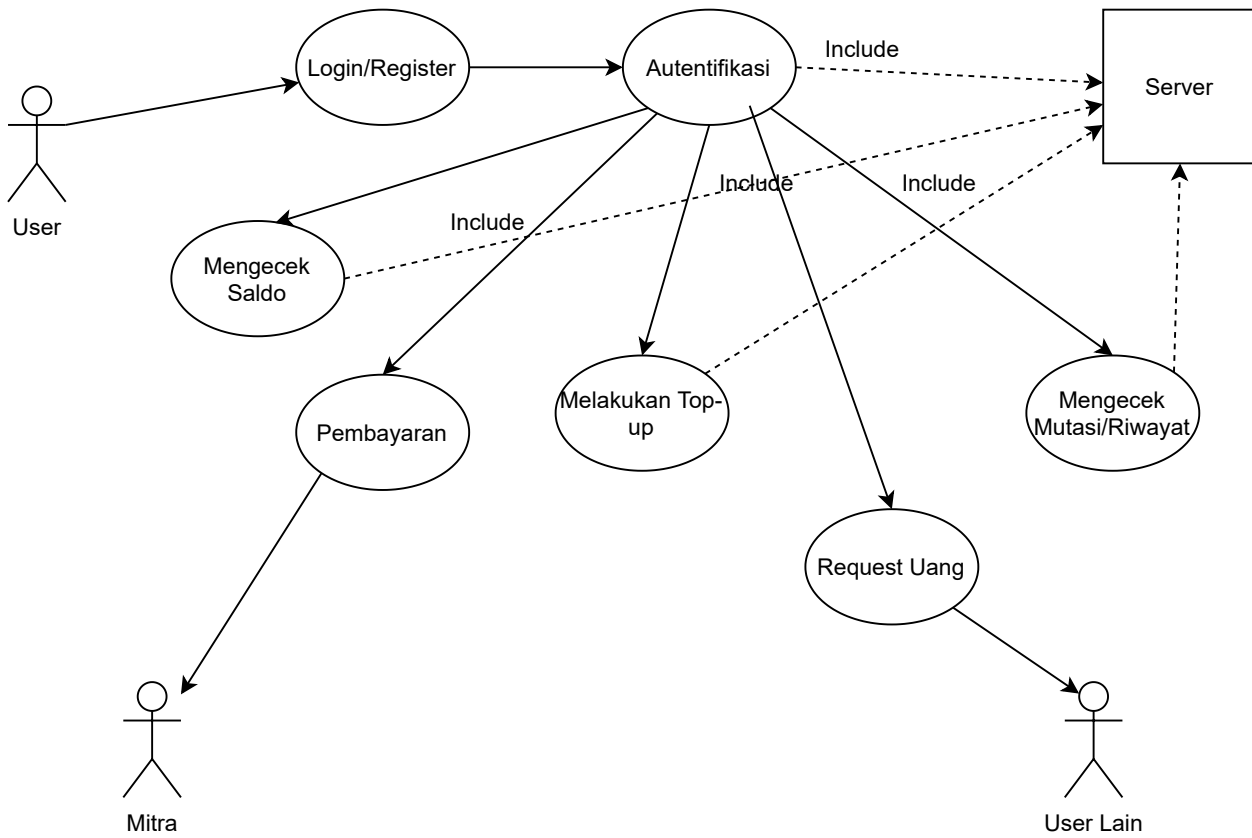 Include
Login/Register
Autentifikasi
Server
Include
Include
User
Include
Mengecek
Saldo
Melakukan Top-
up
Mengecek
Mutasi/Riwayat
Pembayaran
Request Uang
Mitra
User Lain